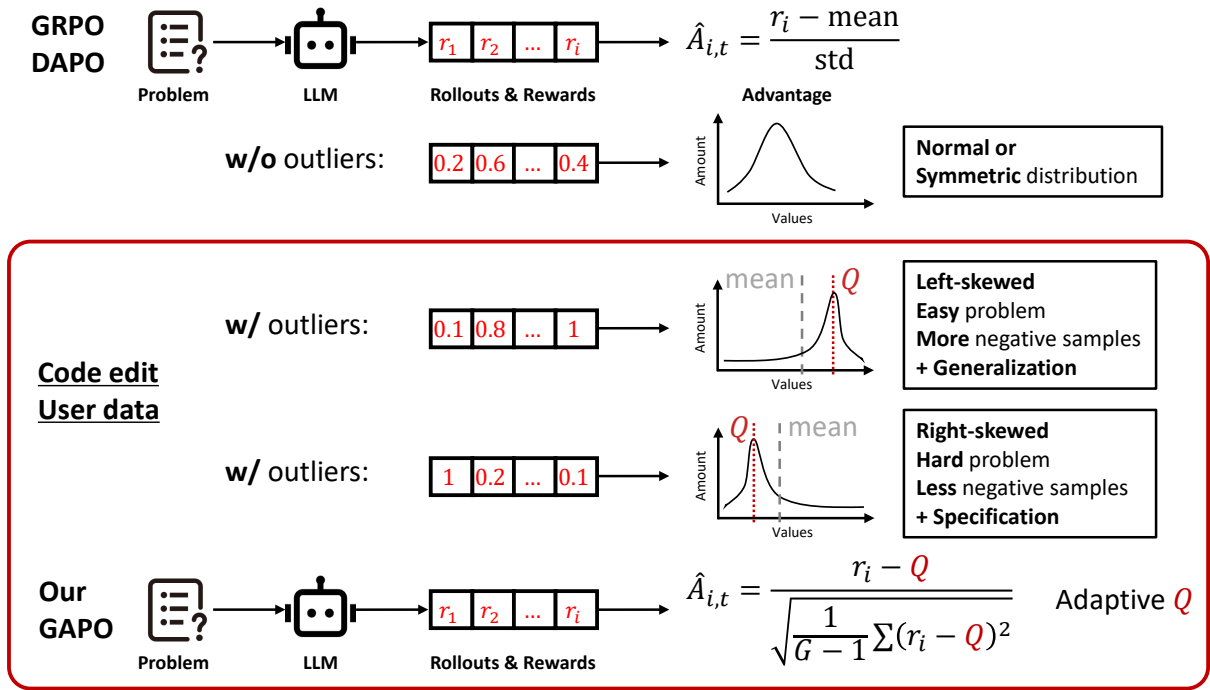 GRPO
DAPO
?
r₁ r₂ ... rᵢ
Â_{i,t} = (rᵢ − mean) / std
Problem LLM Rollouts & Rewards Advantage
w/o outliers:
0.2 0.6 ... 0.4
Amount
Values
Normal or
Symmetric distribution
w/ outliers:
0.1 0.8 ... 1
mean Q
Amount
Values
Left-skewed
Easy problem
More negative samples
+ Generalization
Code edit
User data
w/ outliers:
1 0.2 ... 0.1
Q mean
Amount
Values
Right-skewed
Hard problem
Less negative samples
+ Specification
Our
GAPO
?
r₁ r₂ ... rᵢ
Â_{i,t} = (rᵢ − Q) / √(1/(G − 1) ∑(rᵢ − Q)²)
Adaptive Q
Problem LLM Rollouts & Rewards